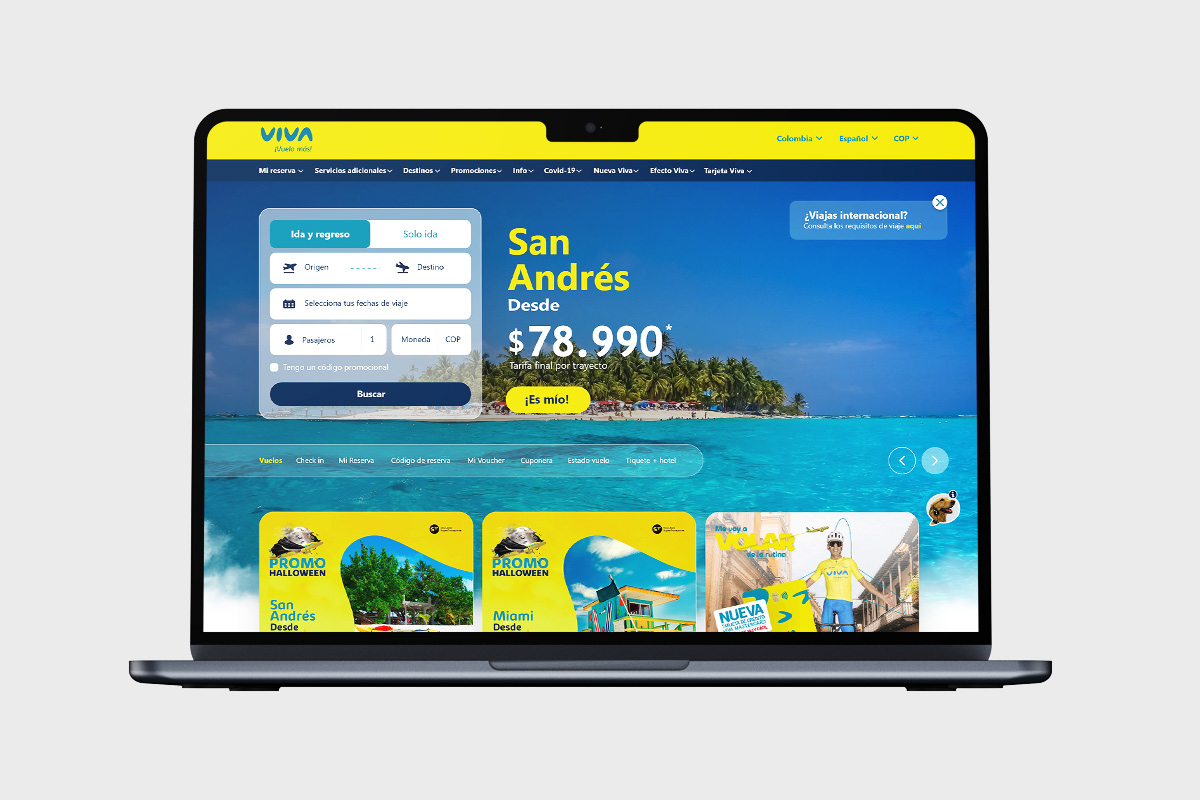 VIVA
¡Vuela más!
Colombia
Español
COP
Mi reserva
Servicios adicionales
Destinos
Promociones
Info
Covid-19
Nueva Viva
Efecto Viva
Tarjeta Viva
¿Viajas internacional?
Consulta los requisitos de viaje aquí
Ida y regreso
Solo ida
Origen
Destino
Selecciona tus fechas de viaje
Pasajeros
1
Moneda
COP
Tengo un código promocional
Buscar
San
Andrés
Desde
$78.990*
Tarifa final por trayecto
¡Es mío!
Vuelos
Check in
Mi Reserva
Código de reserva
Mi Voucher
Cuponera
Estado vuelo
Tiquete + hotel
PROMO
HALLOWEEN
San
Andrés
Desde
PROMO
HALLOWEEN
Miami
Desde
Me voy a
VOLAR
de la rutina
VIVA
NUEVA
TARJETA DE CRÉDITO